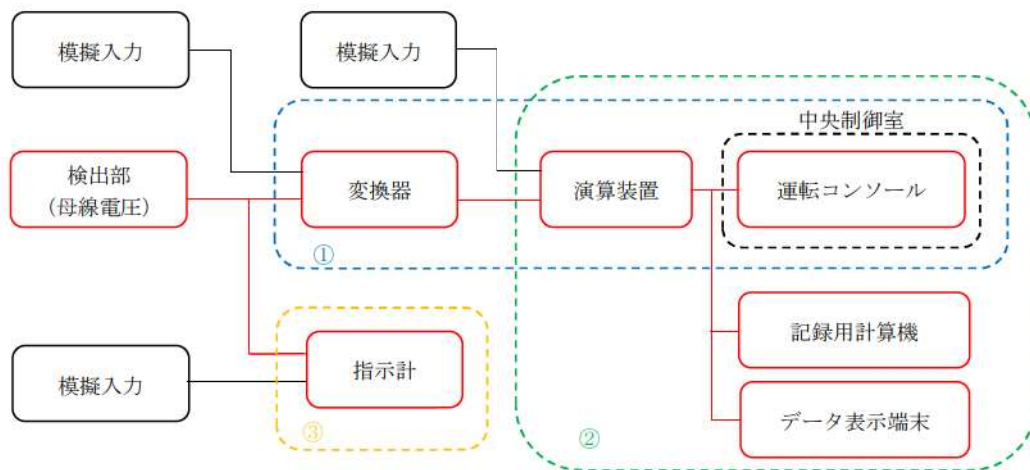 模擬入力
模擬入力
中央制御室
検出部
（母線電圧）
変換器
演算装置
運転コンソール
①
記録用計算機
模擬入力
指示計
データ表示端末
③
②